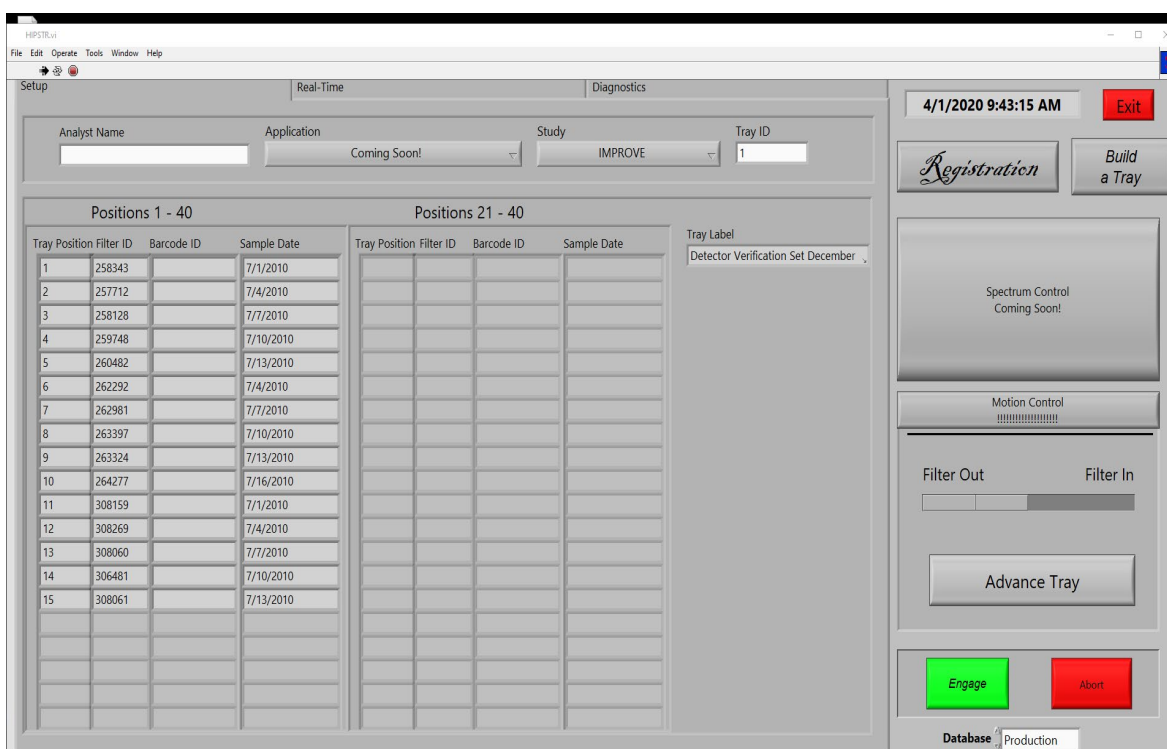 HIPSTR.vi
File Edit Operate Tools Window Help
Setup Real-Time Diagnostics
4/1/2020 9:43:15 AM Exit
Analyst Name Application Study Tray ID
Coming Soon! IMPROVE 1
Registration Build a Tray
Positions 1 - 40 Positions 21 - 40
Tray Position Filter ID Barcode ID Sample Date Tray Position Filter ID Barcode ID Sample Date Tray Label
Detector Verification Set December
1 258343 7/1/2010
2 257712 7/4/2010
3 258128 7/7/2010
4 259748 7/10/2010
5 260482 7/13/2010
6 262292 7/4/2010
7 262981 7/7/2010
8 263397 7/10/2010
9 263324 7/13/2010
10 264277 7/16/2010
11 308159 7/1/2010
12 308269 7/4/2010
13 308060 7/7/2010
14 306481 7/10/2010
15 308061 7/13/2010
Spectrum Control
Coming Soon!
Motion Control
!!!!!!!!!!!!!!!!!!!!
Filter Out Filter In
Advance Tray
Engage Abort
Database Production